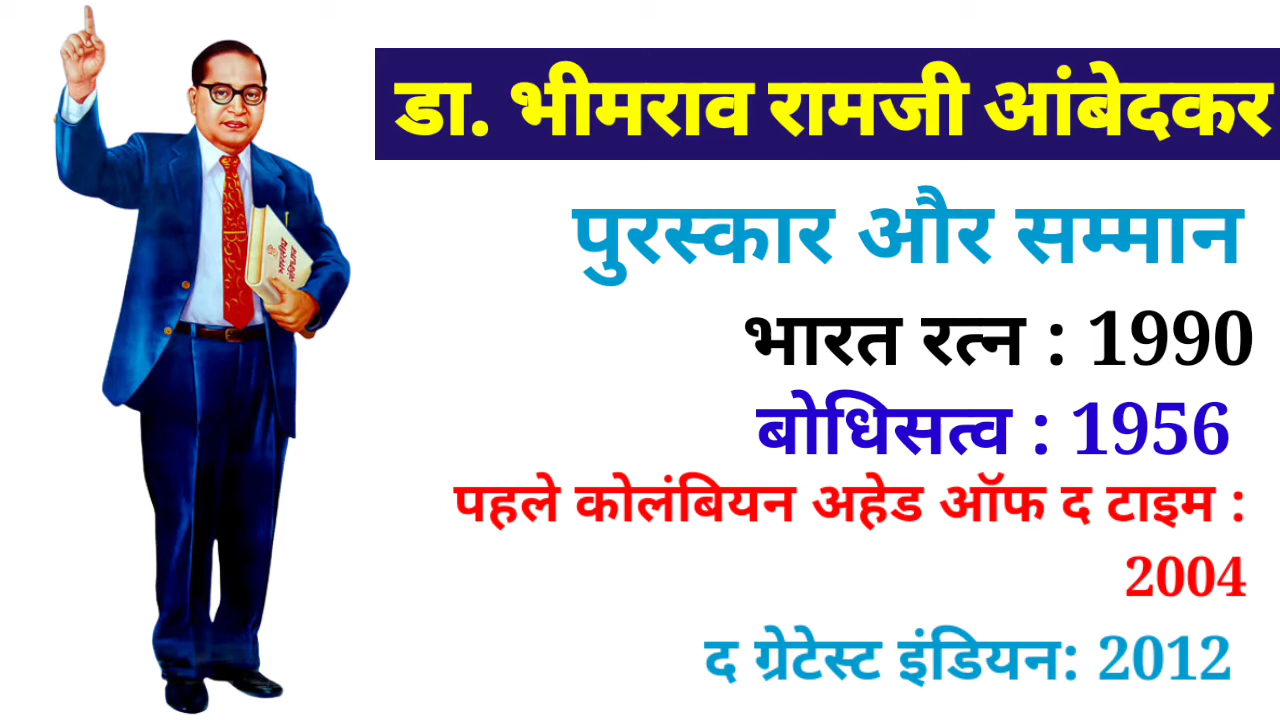 डा. भीमराव रामजी आंबेदकर
पुरस्कार और सम्मान
भारत रत्न : 1990
बोधिसत्व : 1956
पहले कोलंबियन अहेड ऑफ द टाइम :
2004
द ग्रेटेस्ट इंडियन: 2012
भारतीय
संविधान